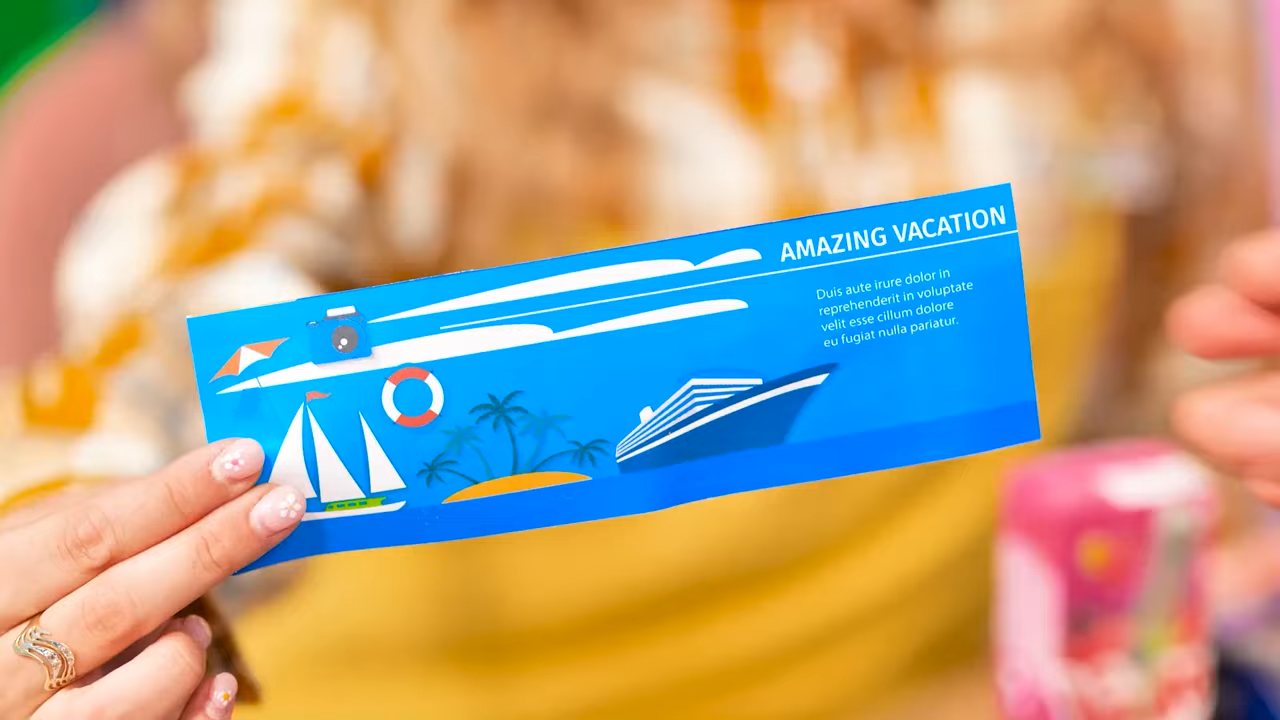 AMAZING VACATION
Duis aute irure dolor in
reprehenderit in voluptate
velit esse cillum dolore
eu fugiat nulla pariatur.